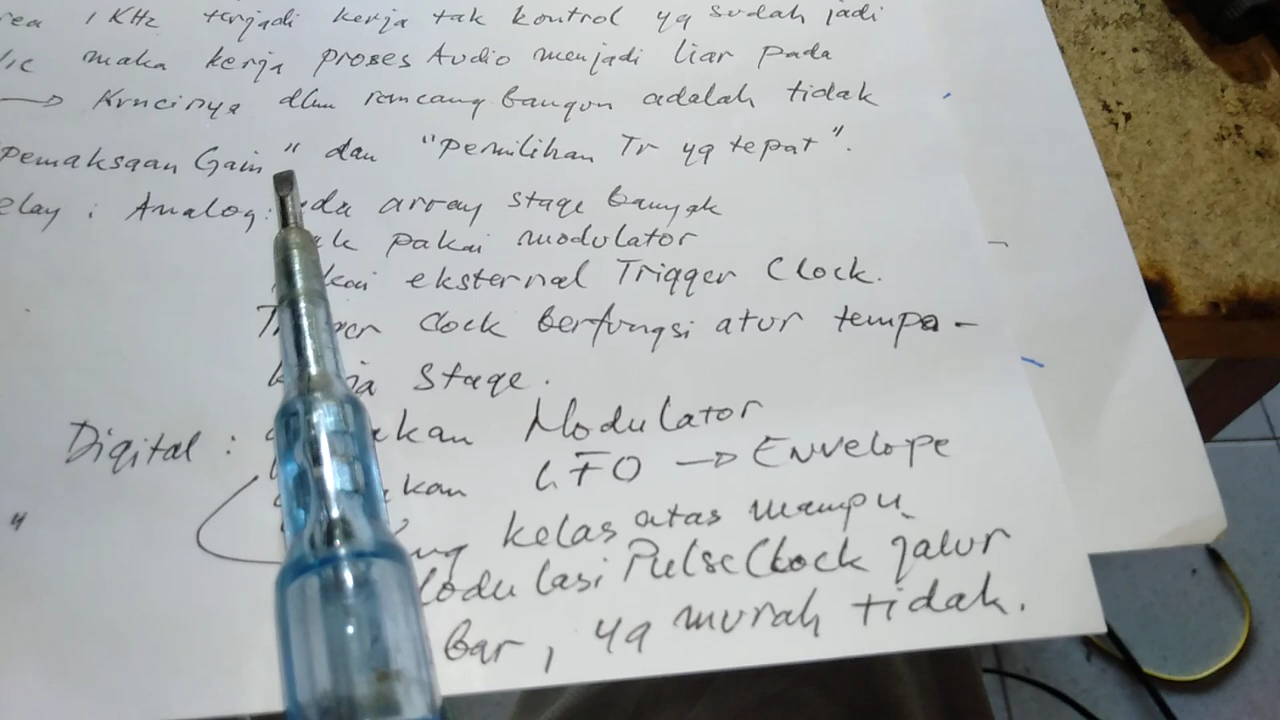 1 KHz terjadi kerja tak kontrol yg sudah jadi
maka kerja proses Audio menjadi liar pada
→ Kuncinya dlm rancang bangun adalah tidak
Pemaksaan Gain" dan "Pemilihan Tr yg tepat".
elay : Analog : ada array stage banyak
pakai modulator
eksternal Trigger Clock.
Clock berfungsi atur tempo-
Stage.
Digital : Modulator
LFO → Envelope
kelas atas mampu
Modulasi Pulse Clock jalur
bar, yg murah tidak.
"